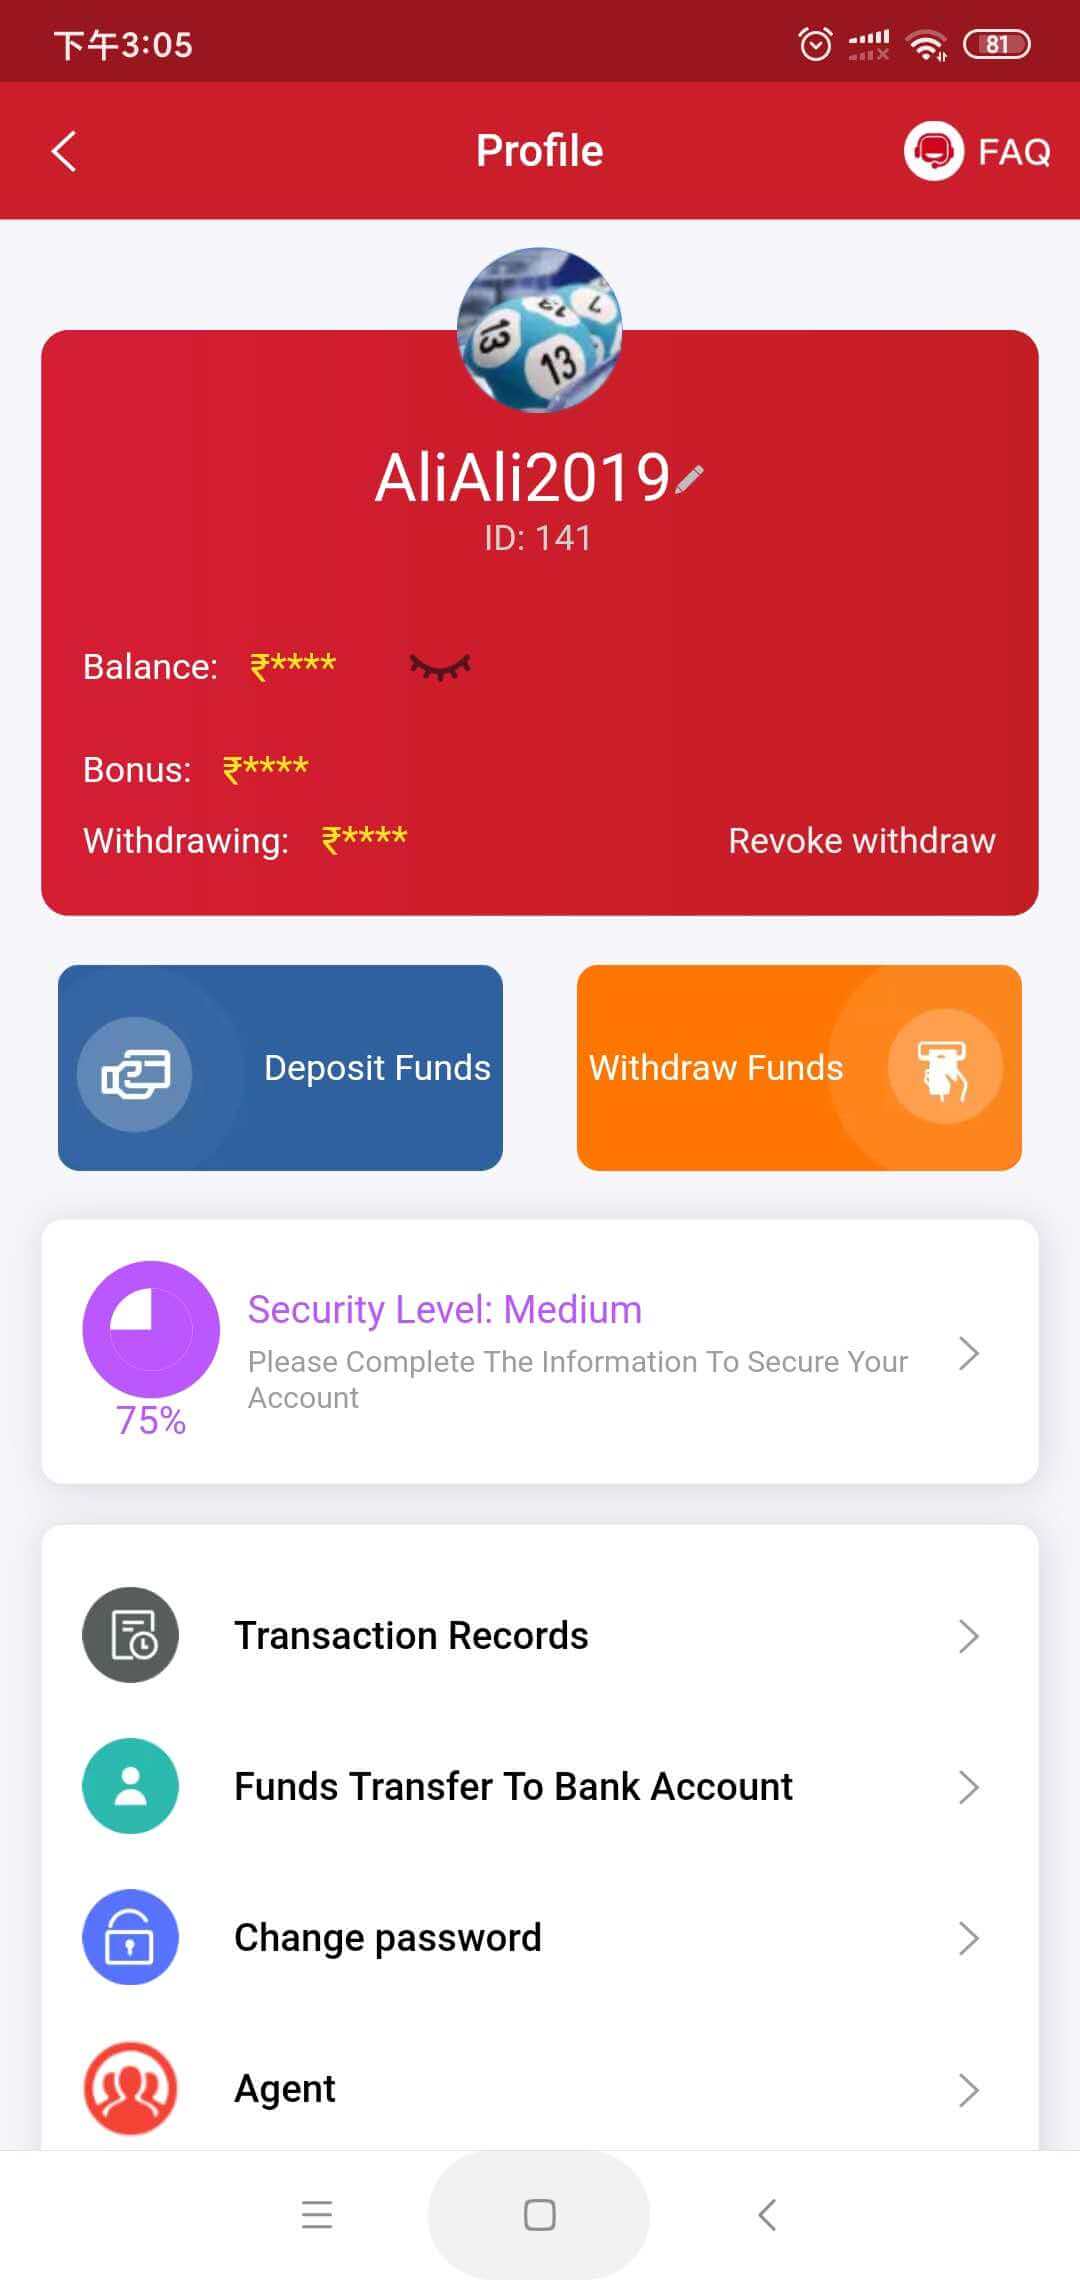 下午3:05
81
Profile
FAQ
13
13
AliAli2019
ID: 141
Balance: ₹****
Bonus: ₹****
Withdrawing: ₹****
Revoke withdraw
Deposit Funds
Withdraw Funds
Security Level: Medium
Please Complete The Information To Secure Your
Account
75%
Transaction Records
Funds Transfer To Bank Account
Change password
Agent